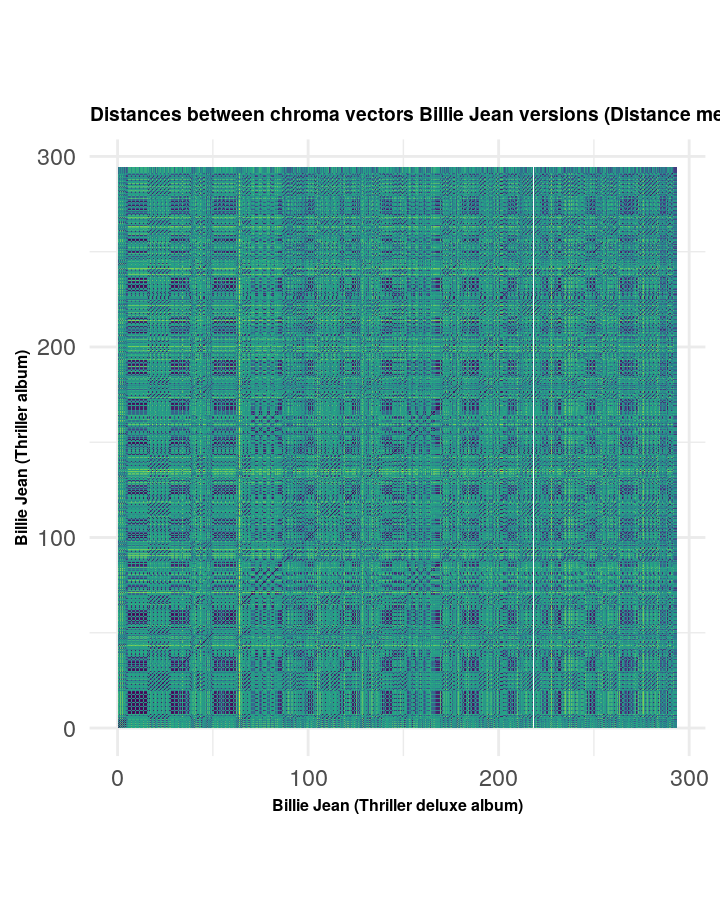 Distances between chroma vectors Billie Jean versions (Distance me
300
200
100
0
Billie Jean (Thriller album)
0 100 200 300
Billie Jean (Thriller deluxe album)